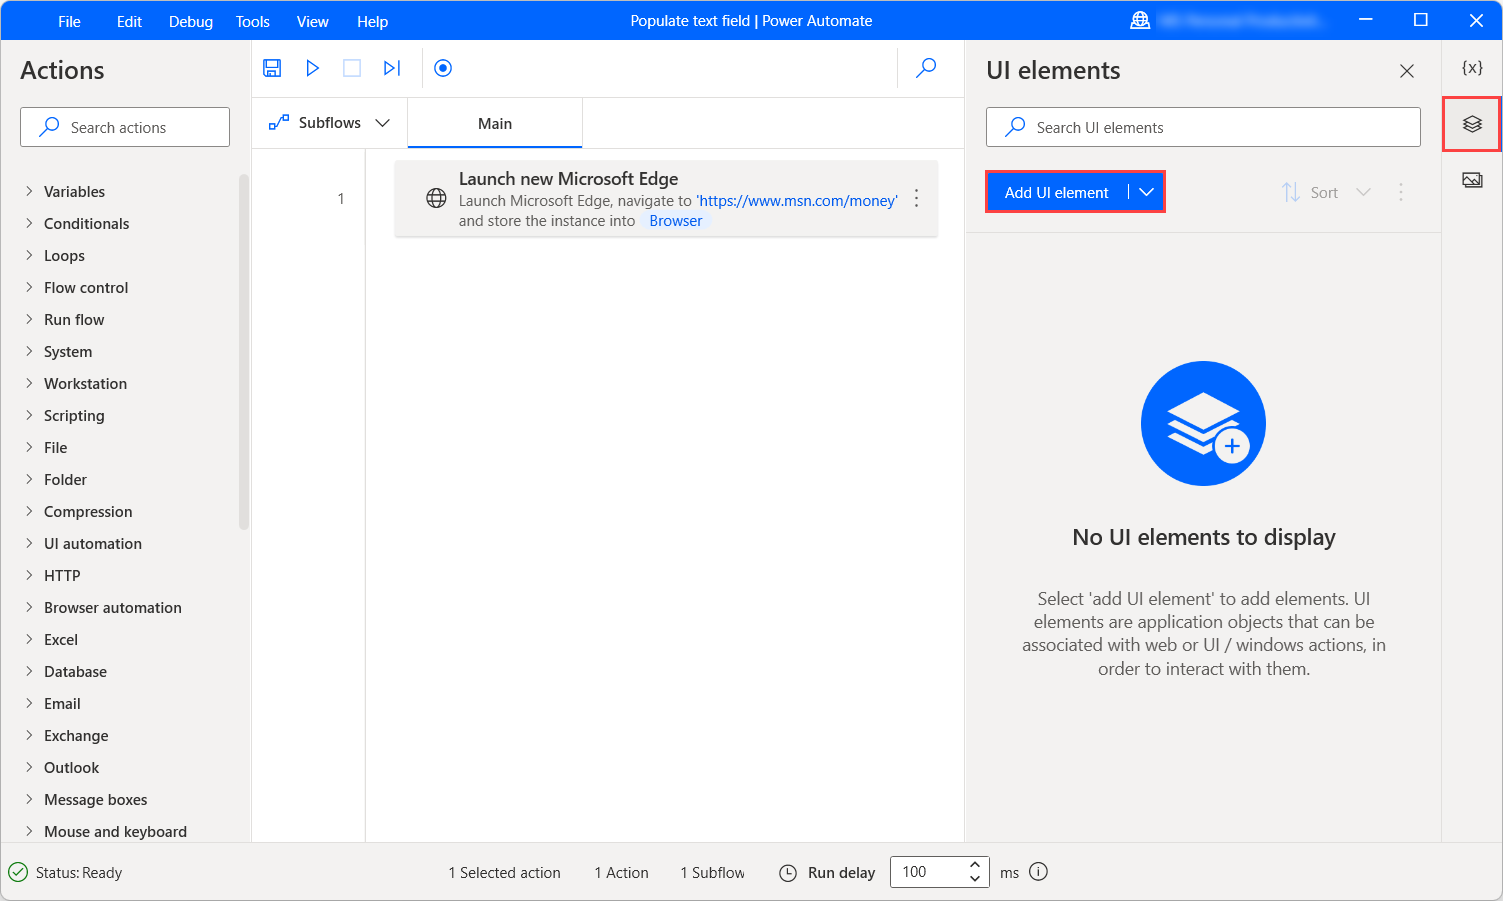 File Edit Debug Tools View Help Populate text field | Power Automate
Actions
Search actions
Variables
Conditionals
Loops
Flow control
Run flow
System
Workstation
Scripting
File
Folder
Compression
UI automation
HTTP
Browser automation
Excel
Database
Email
Exchange
Outlook
Message boxes
Mouse and keyboard
Subflows Main
1
Launch new Microsoft Edge
Launch Microsoft Edge, navigate to 'https://www.msn.com/money'
and store the instance into Browser
UI elements
{x}
Search UI elements
Add UI element Sort
No UI elements to display
Select 'add UI element' to add elements. UI
elements are application objects that can be
associated with web or UI / windows actions, in
order to interact with them.
Status: Ready 1 Selected action 1 Action 1 Subflow Run delay 100 ms